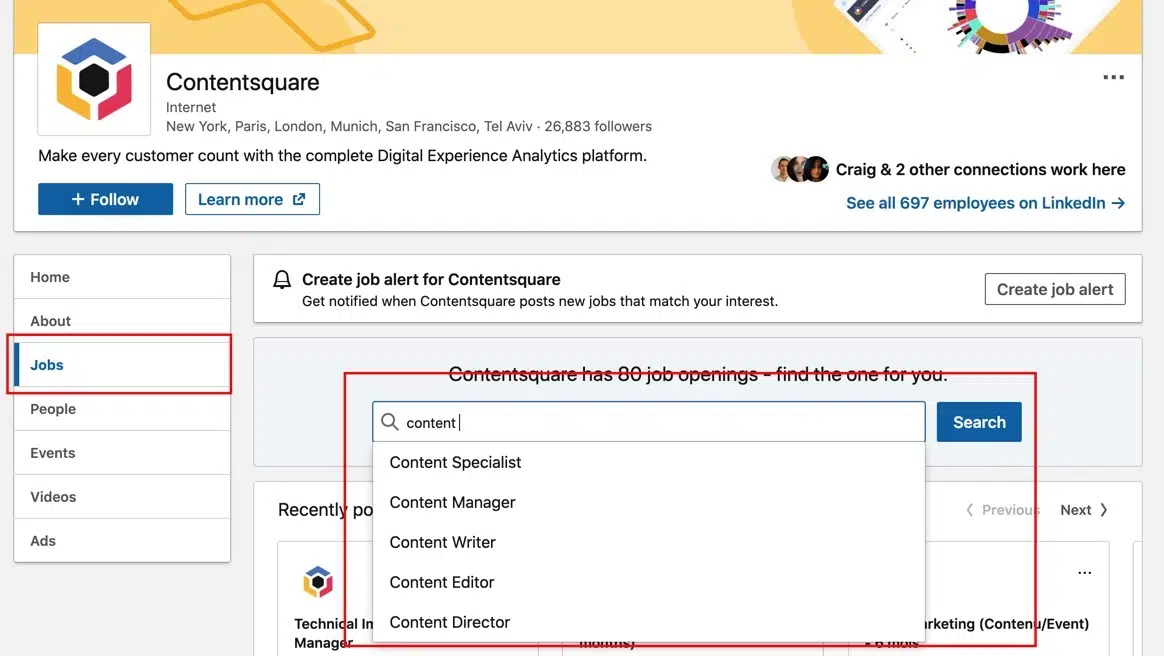 Contentsquare
Internet
New York, Paris, London, Munich, San Francisco, Tel Aviv · 26,883 followers
Make every customer count with the complete Digital Experience Analytics platform.
Craig & 2 other connections work here
+ Follow
Learn more
See all 697 employees on LinkedIn →
Home
About
Jobs
People
Events
Videos
Ads
Create job alert for Contentsquare
Get notified when Contentsquare posts new jobs that match your interest.
Create job alert
Contentsquare has 80 job openings - find the one for you.
content
Search
Content Specialist
Content Manager
Content Writer
Content Editor
Content Director
Recently po
Previous
Next
Technical In
Manager
months)
rketing (Contenu/Event)
- 6 mois